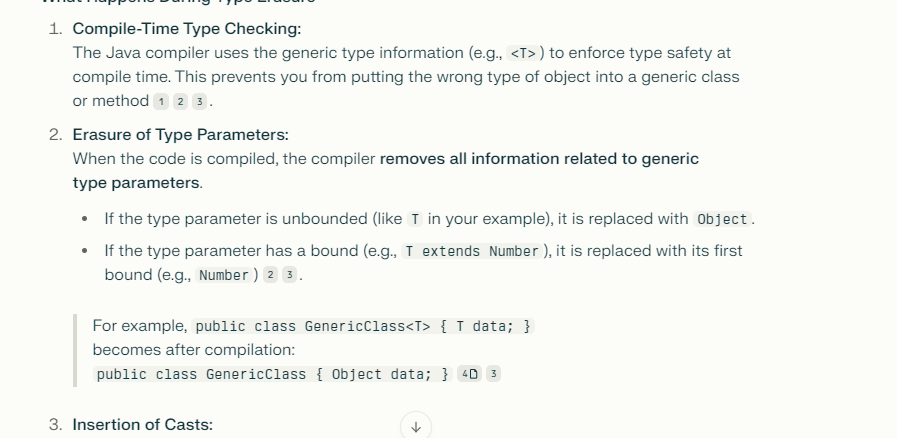 1. Compile-Time Type Checking:
The Java compiler uses the generic type information (e.g., <T>) to enforce type safety at
compile time. This prevents you from putting the wrong type of object into a generic class
or method 1 2 3.
2. Erasure of Type Parameters:
When the code is compiled, the compiler removes all information related to generic
type parameters.
• If the type parameter is unbounded (like T in your example), it is replaced with Object.
• If the type parameter has a bound (e.g., T extends Number), it is replaced with its first
bound (e.g., Number) 2 3.
For example, public class GenericClass<T> { T data; }
becomes after compilation:
public class GenericClass { Object data; } 4 3
3. Insertion of Casts: